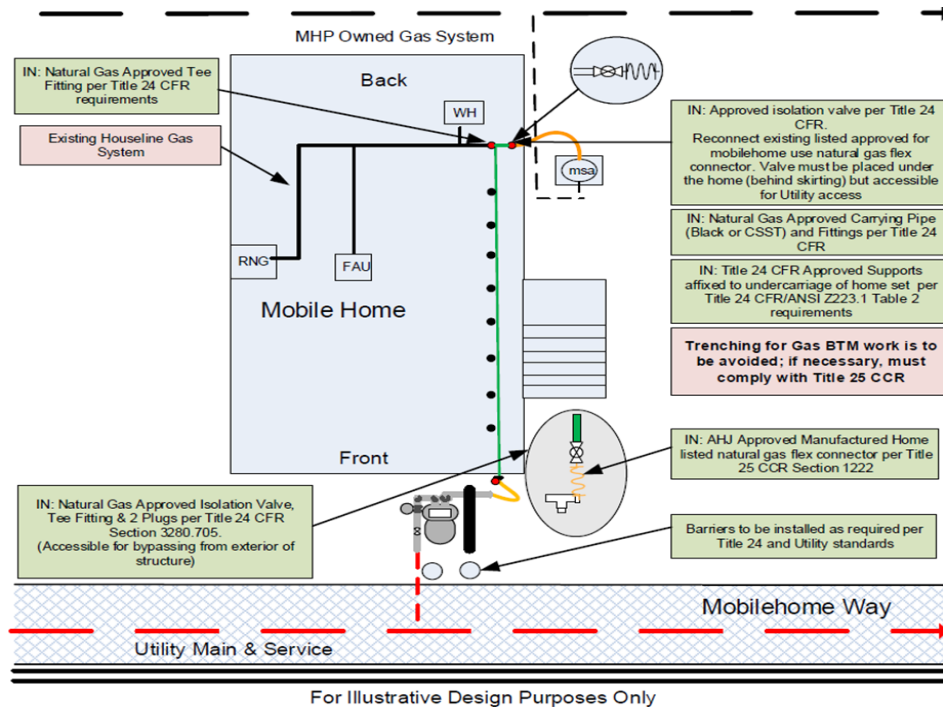 MHP Owned Gas System
IN: Natural Gas Approved Tee
Fitting per Title 24 CFR
requirements
Existing Houseline Gas
System
Back
WH
msa
RNG
FAU
Mobile Home
Front
IN: Approved isolation valve per Title 24
CFR.
Reconnect existing listed approved for
mobilehome use natural gas flex
connector. Valve must be placed under
the home (behind skirting) but accessible
for Utility access
IN: Natural Gas Approved Carrying Pipe
(Black or CSST) and Fittings per Title 24
CFR
IN: Title 24 CFR Approved Supports
affixed to undercarriage of home set per
Title 24 CFR/ANSI Z223.1 Table 2
requirements
Trenching for Gas BTM work is to
be avoided; if necessary, must
comply with Title 25 CCR
IN: AHJ Approved Manufactured Home
listed natural gas flex connector per Title
25 CCR Section 1222
IN: Natural Gas Approved Isolation Valve,
Tee Fitting & 2 Plugs per Title 24 CFR
Section 3280.705.
(Accessible for bypassing from exterior of
structure)
Barriers to be installed as required per
Title 24 and Utility standards
Mobilehome Way
Utility Main & Service
For Illustrative Design Purposes Only